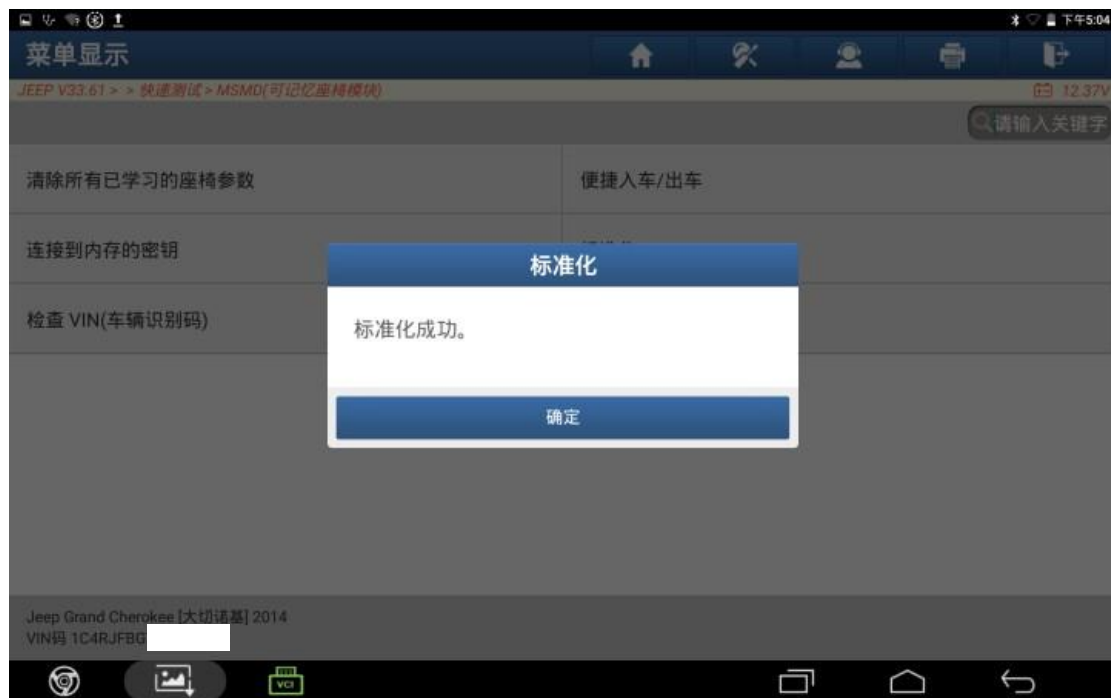 下午5:04
菜单显示
JEEP V33.61 > > 快速测试 > MSMD(可记忆座椅模块)
12.37V
请输入关键字
清除所有已学习的座椅参数
便捷入车/出车
连接到内存的密钥
检查 VIN(车辆识别码)
标准化
标准化成功。
确定
Jeep Grand Cherokee [大切诺基] 2014
VIN码 1C4RJFBG
VCI